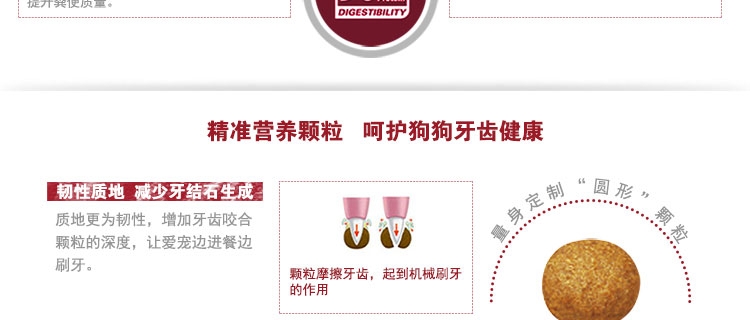 提升粪便质量。
DIGESTIBILITY
精准营养颗粒 呵护狗狗牙齿健康
韧性质地 减少牙结石生成
质地更为韧性，增加牙齿咬合
颗粒的深度，让爱宠边进餐边
刷牙。
颗粒摩擦牙齿，起到机械刷牙
的作用
量身定制“圆形”颗粒